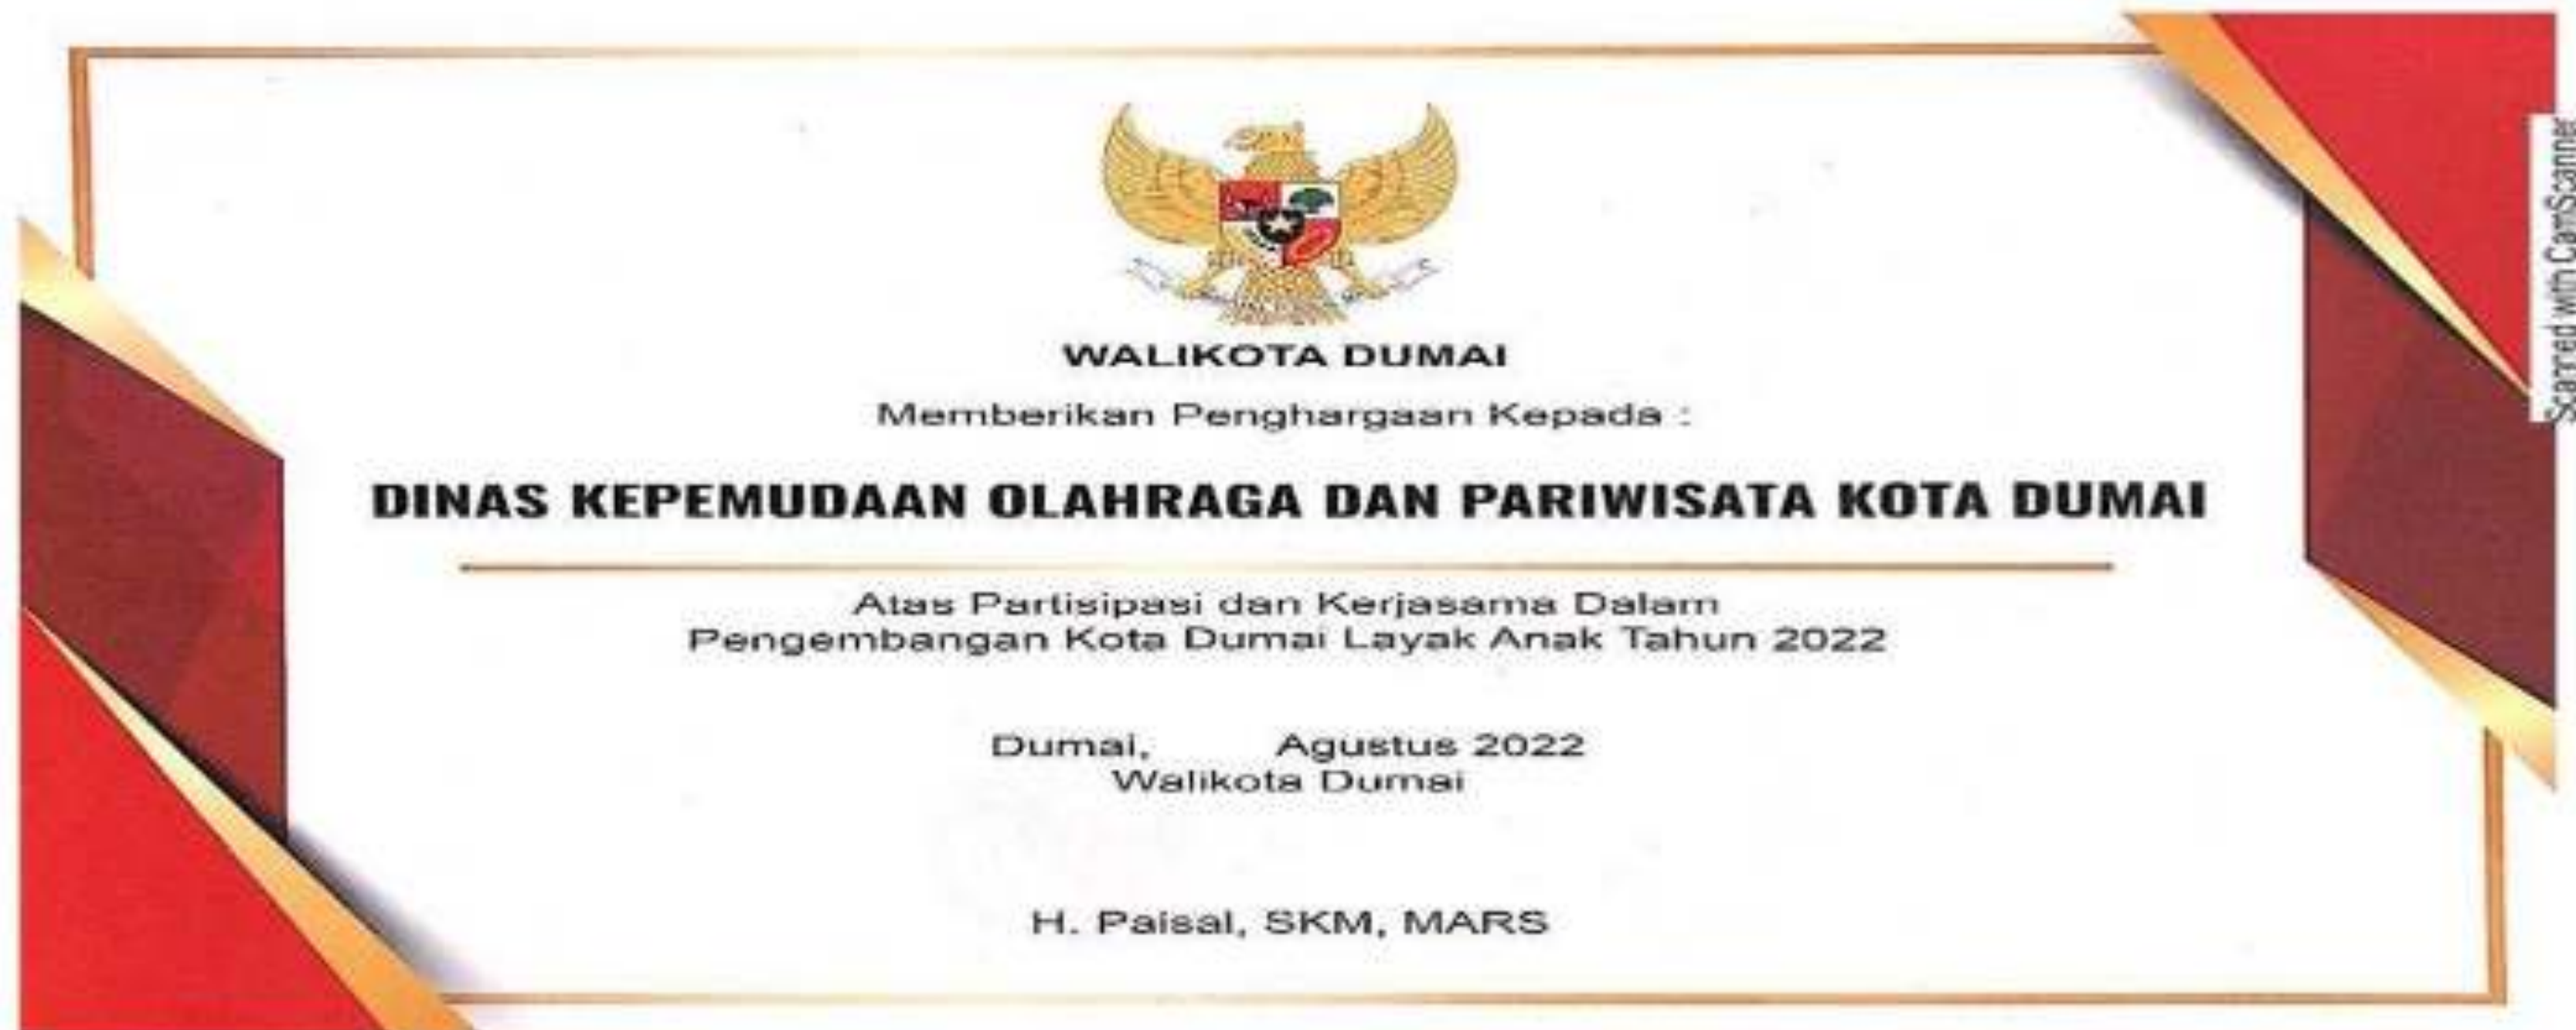 WALIKOTA DUMAI
Memberikan Penghargaan Kepada :
DINAS KEPEMUDAAN OLAHRAGA DAN PARIWISATA KOTA DUMAI
Atas Partisipasi dan Kerjasama Dalam
Pengembangan Kota Dumai Layak Anak Tahun 2022
Dumai, Agustus 2022
Walikota Dumai
H. Paisal, SKM, MARS
Scanned with CamScanner